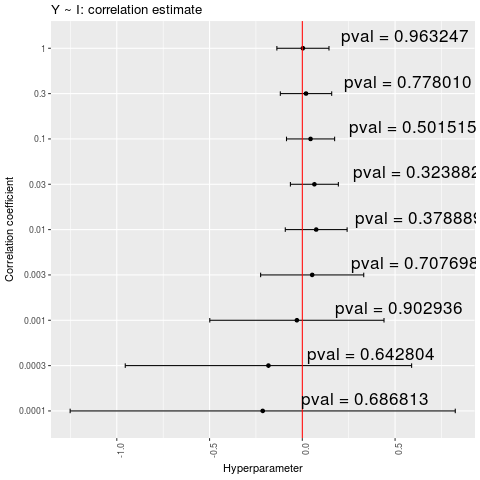 Y ~ I: correlation estimate
pval = 0.963247
1
pval = 0.778010
0.3
pval = 0.501515
0.1
pval = 0.323882
0.03
pval = 0.378889
0.01
pval = 0.707698
0.003
pval = 0.902936
0.001
pval = 0.642804
0.0003
pval = 0.686813
0.0001
Correlation coefficient
-1.0
-0.5
0.0
0.5
Hyperparameter